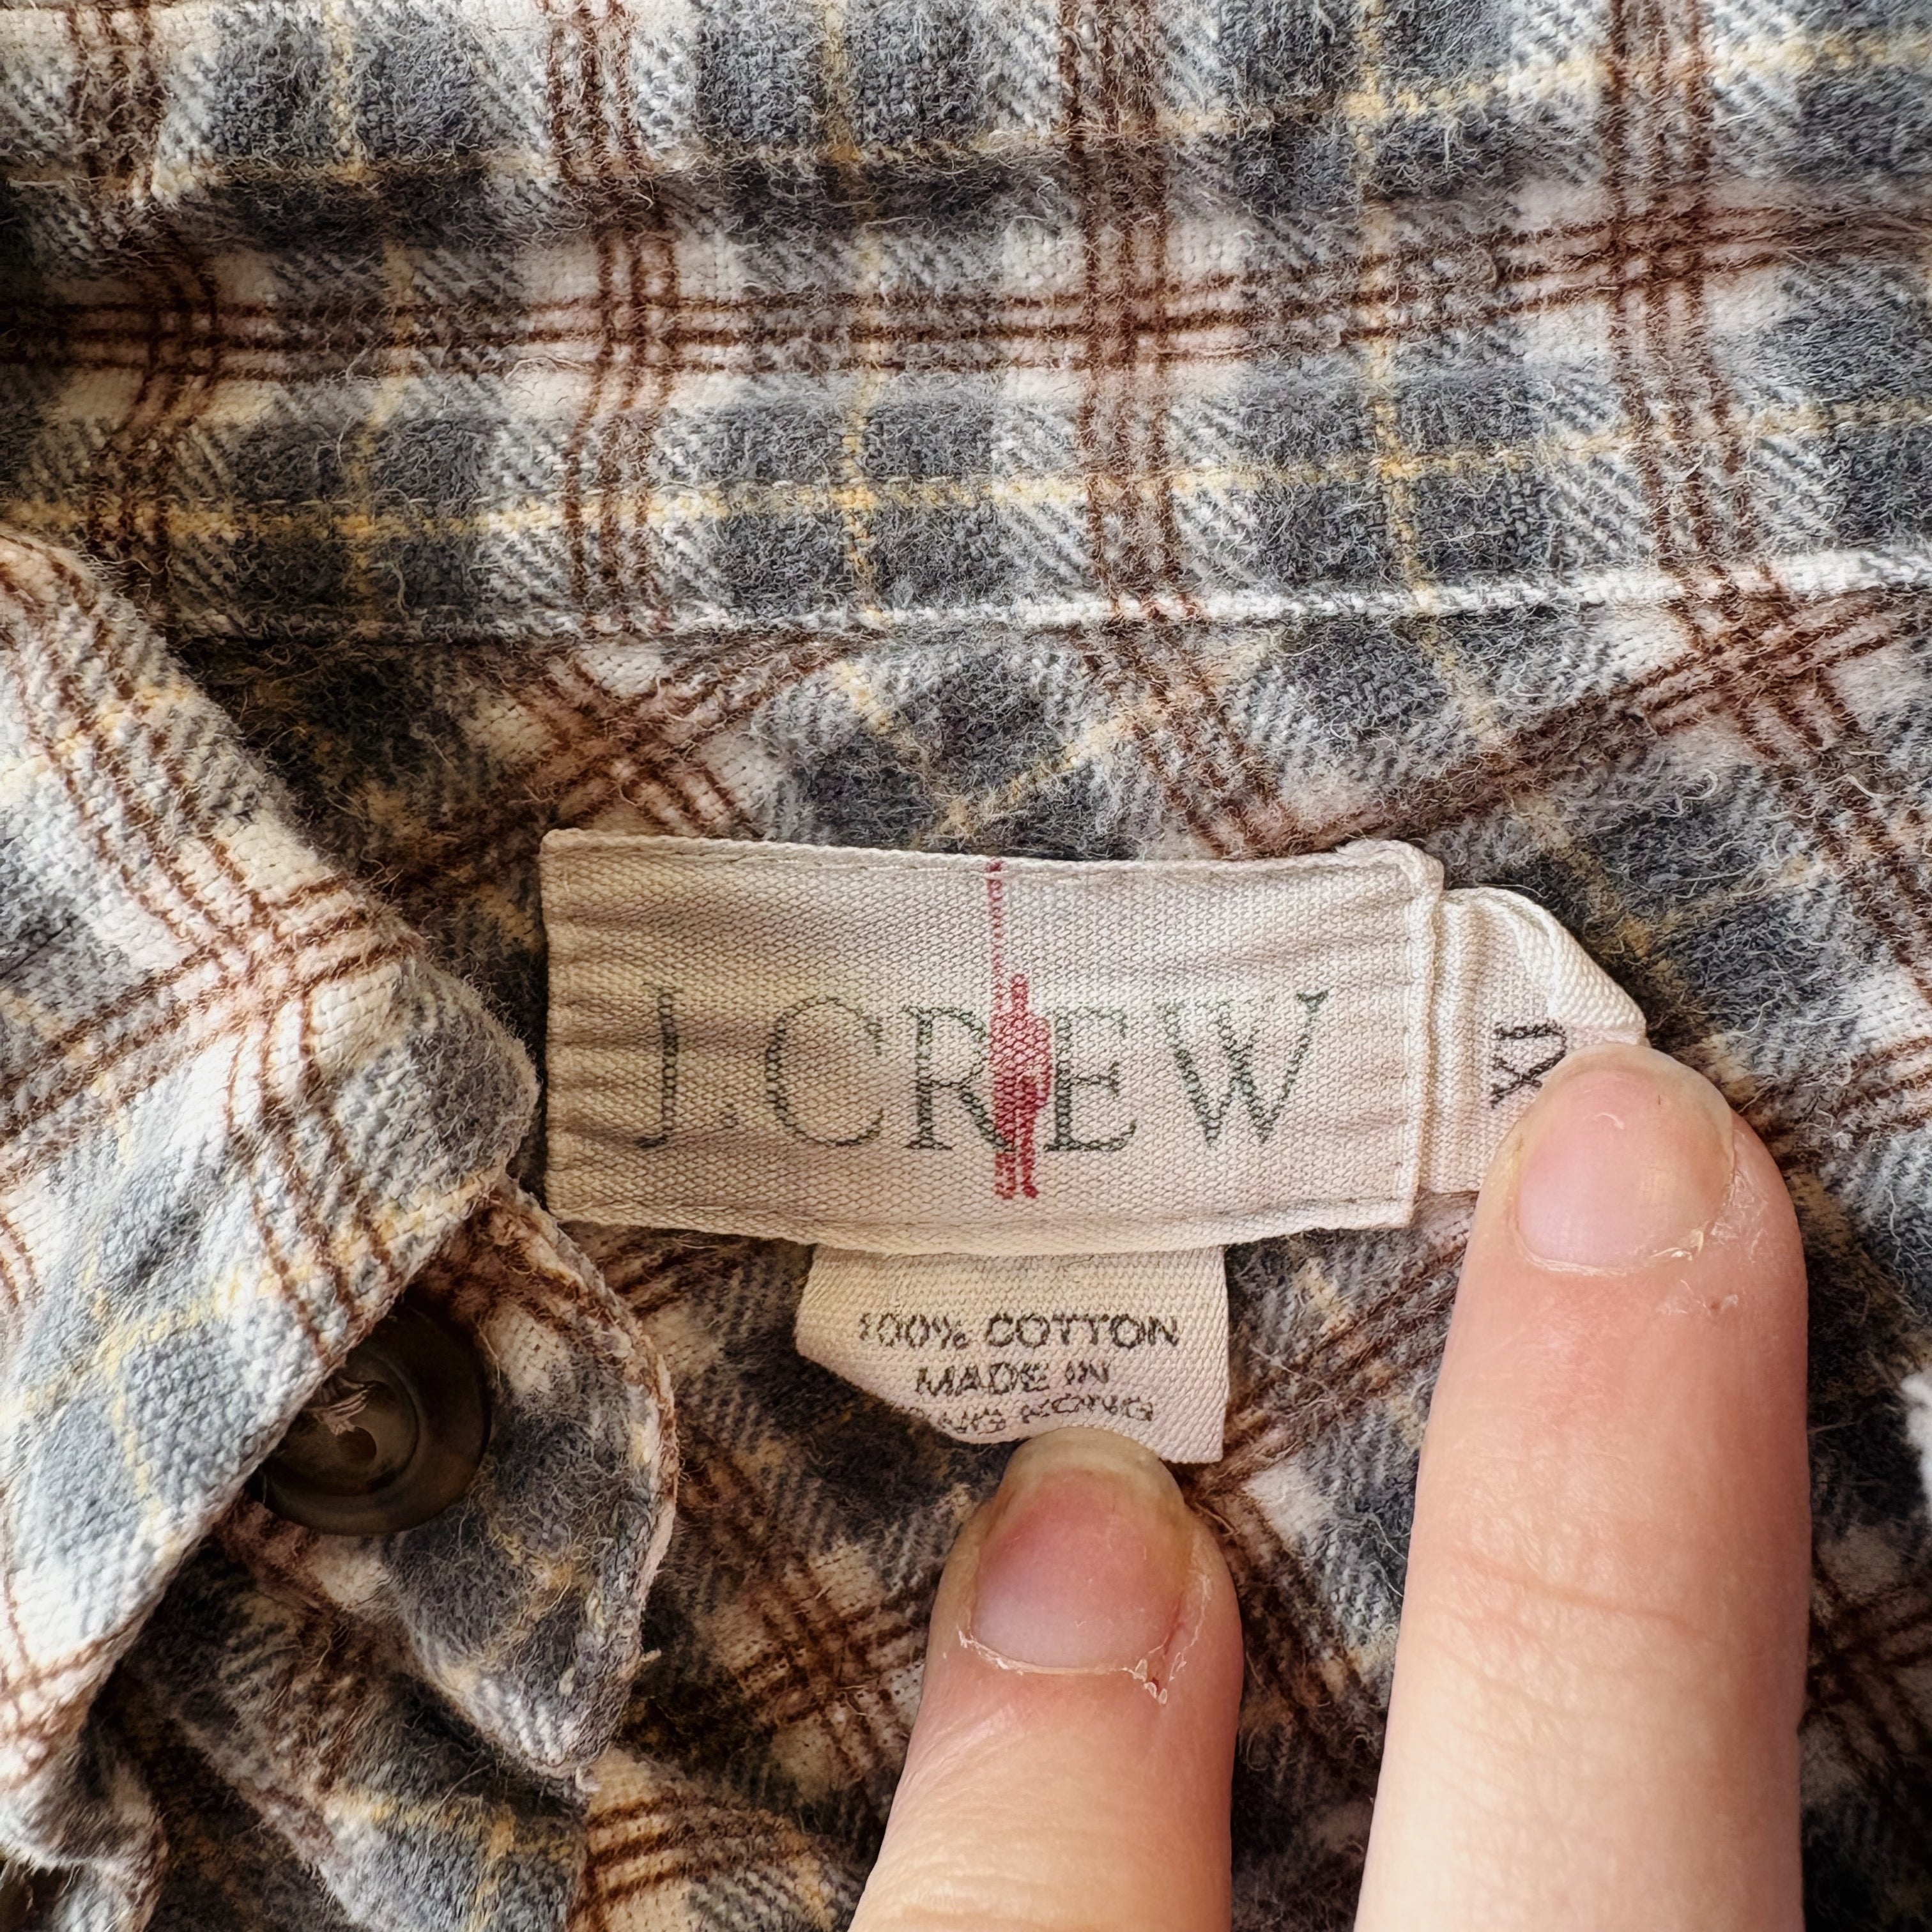 J.CREW
100% COTTON
MADE IN
KONG